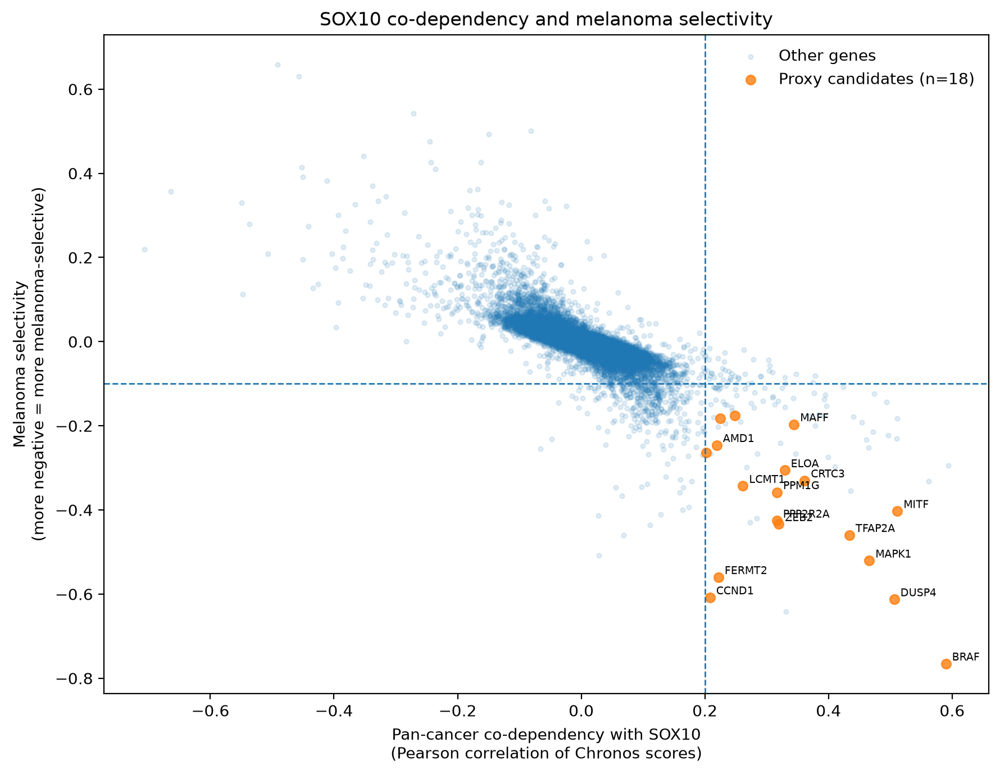 SOX10 co-dependency and melanoma selectivity
Other genes
Proxy candidates (n=18)
Melanoma selectivity
(more negative = more melanoma-selective)
0.6
0.4
0.2
0.0
−0.2
−0.4
−0.6
−0.8
MAFF
AMD1
ELOA
CRTC3
LCMT1
PPM1G
MITF
PPP2R2A
ZEB2
TFAP2A
MAPK1
FERMT2
CCND1
DUSP4
BRAF
−0.6
−0.4
−0.2
0.0
0.2
0.4
0.6
Pan-cancer co-dependency with SOX10
(Pearson correlation of Chronos scores)